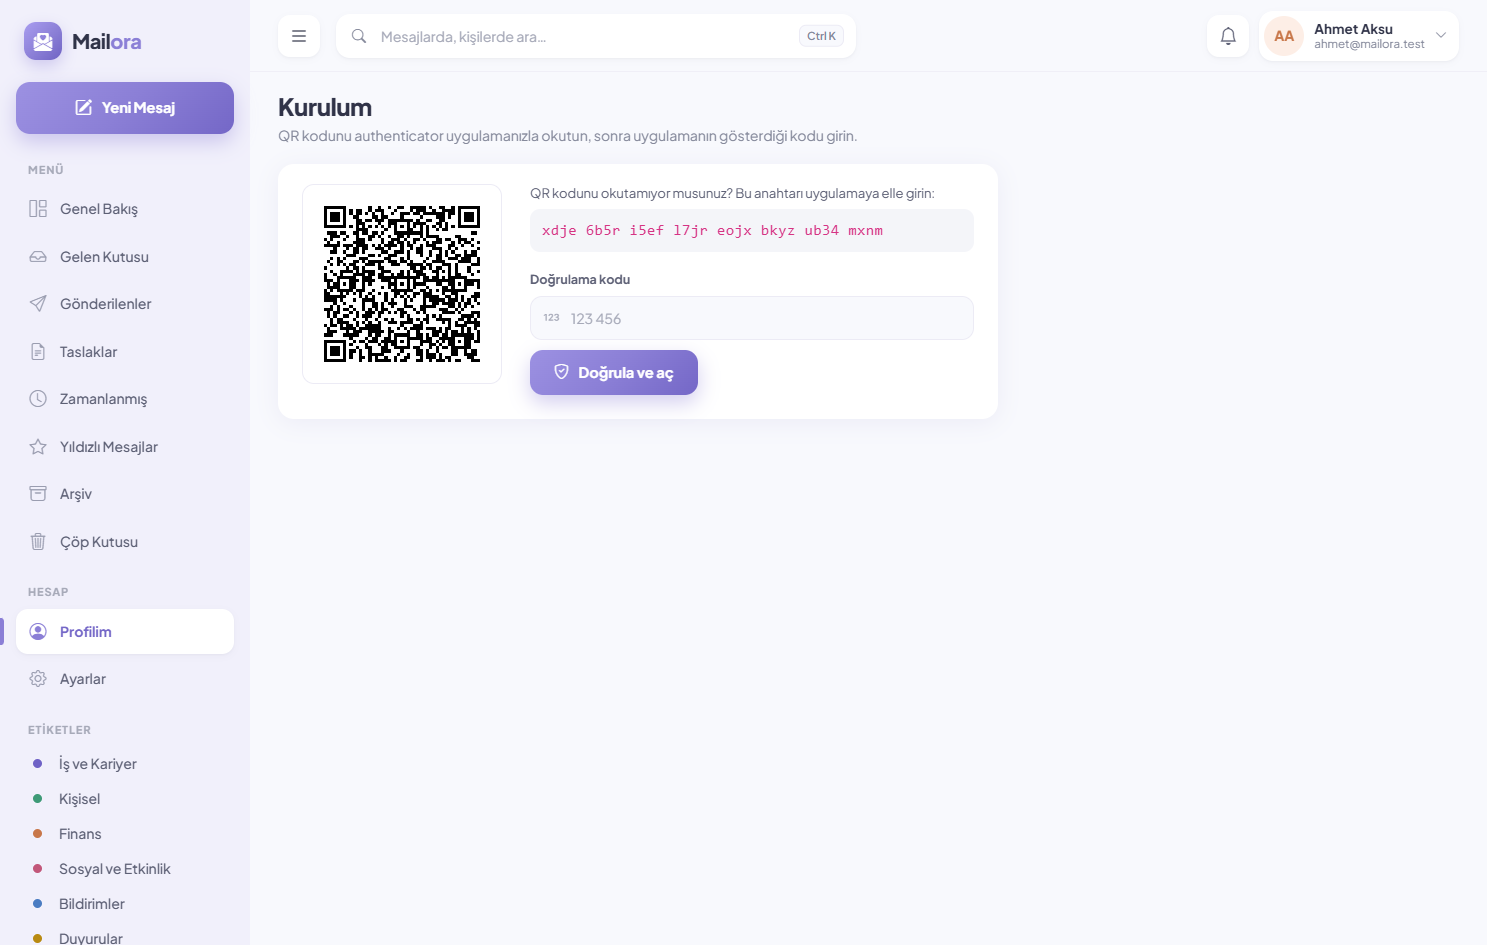 Mailora
Yeni Mesaj
MENÜ
Genel Bakış
Gelen Kutusu
Gönderilenler
Taslaklar
Zamanlanmış
Yıldızlı Mesajlar
Arşiv
Çöp Kutusu
HESAP
Profilim
Ayarlar
ETİKETLER
İş ve Kariyer
Kişisel
Finans
Sosyal ve Etkinlik
Bildirimler
Duyurular
Mesajlarda, kişilerde ara...
Ctrl K
AA
Ahmet Aksu
ahmet@mailora.test
Kurulum
QR kodunu authenticator uygulamanızla okutun, sonra uygulamanın gösterdiği kodu girin.
QR kodunu okutamıyor musunuz? Bu anahtarı uygulamaya elle girin:
xdje 6b5r i5ef l7jr eojx bkyz ub34 mxnm
Doğrulama kodu
123 123 456
Doğrula ve aç